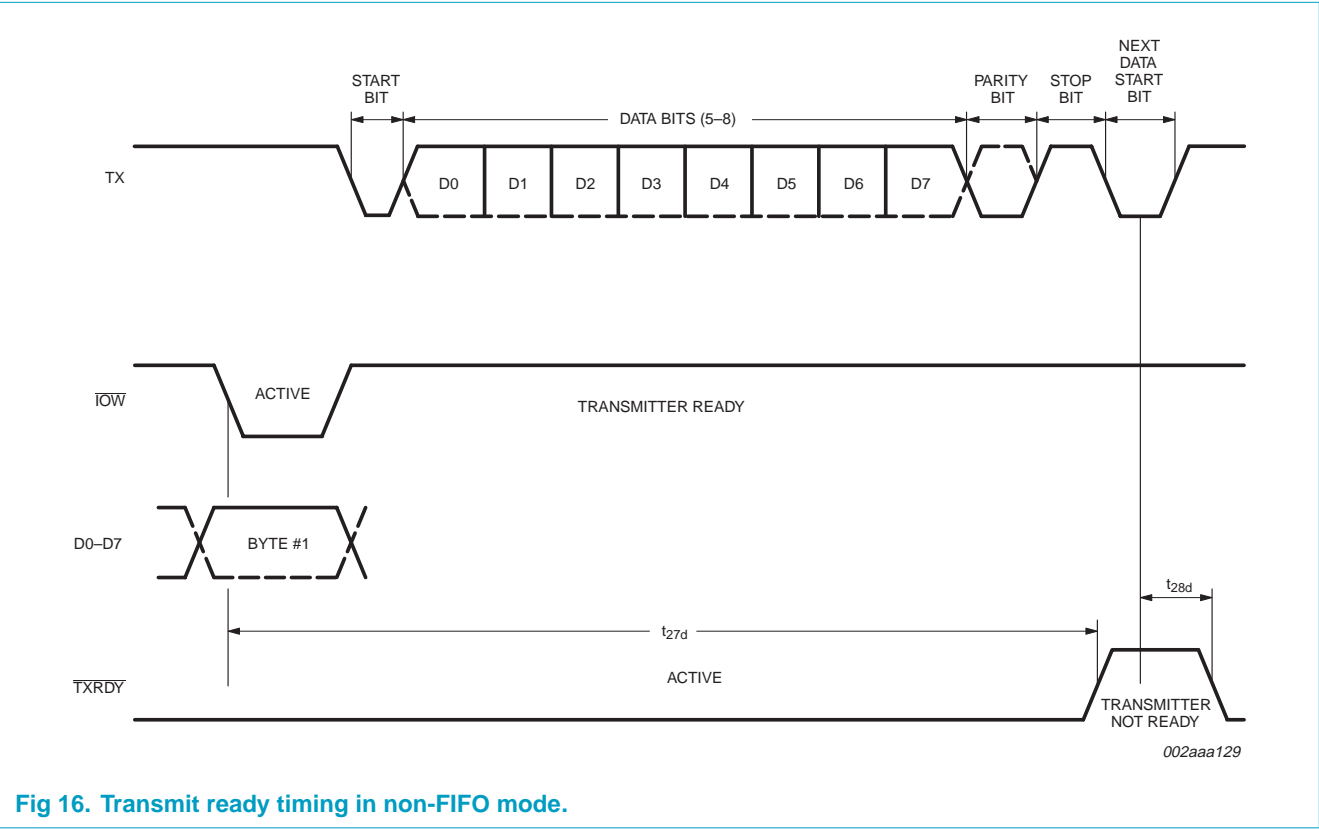 NEXT
DATA
START
BIT
START
BIT
PARITY
BIT
STOP
BIT
DATA BITS (5–8)
TX
D0 D1 D2 D3 D4 D5 D6 D7
IOW
ACTIVE
TRANSMITTER READY
D0–D7
BYTE #1
t28d
t27d
TXRDY
ACTIVE
TRANSMITTER
NOT READY
002aaa129
Fig 16. Transmit ready timing in non-FIFO mode.